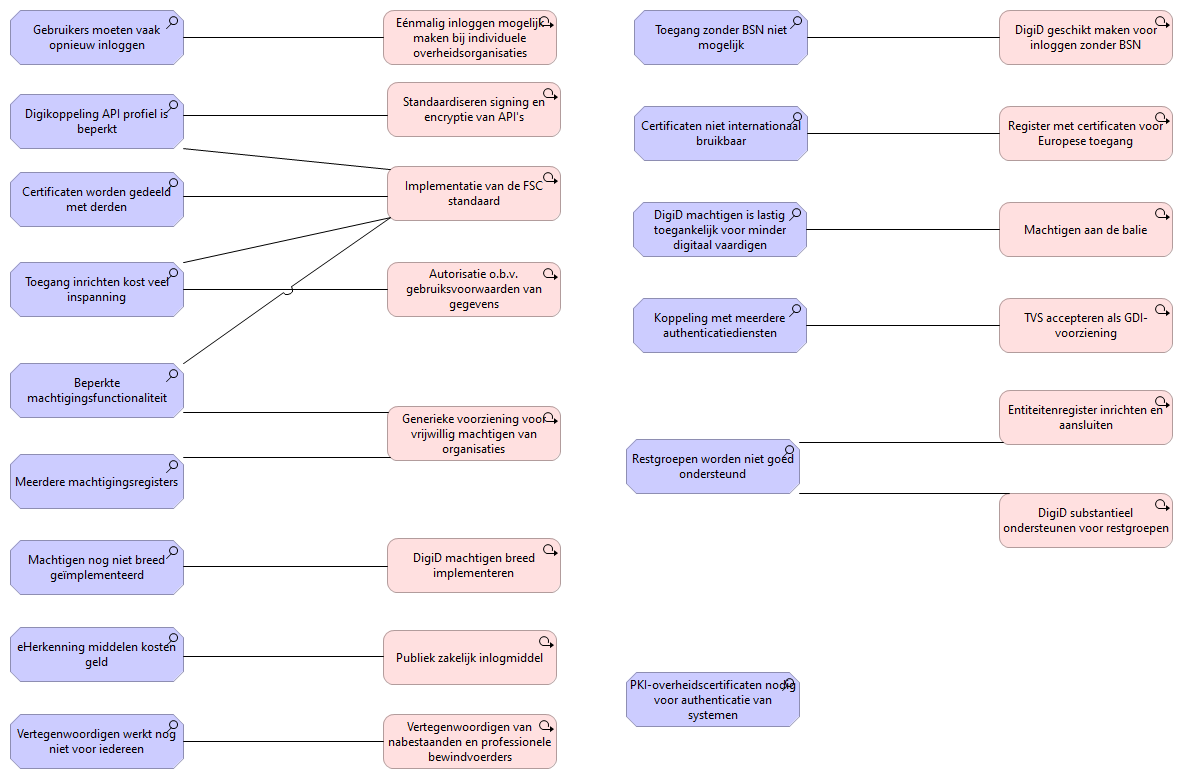 Gebruikers moeten vaak
opnieuw inloggen
Eénmalig inloggen mogelijk
maken bij individuele
overheidsorganisaties
Digikoppeling API profiel is
beperkt
Standaardiseren signing en
encryptie van API's
Certificaten worden gedeeld
met derden
Implementatie van de FSC
standaard
Toegang inrichten kost veel
inspanning
Autorisatie o.b.v.
gebruiksvoorwaarden van
gegevens
Beperkte
machtigingsfunctionaliteit
Generieke voorziening voor
vrijwillig machtigen van
organisaties
Meerdere machtigingsregisters
Machtigen nog niet breed
geïmplementeerd
DigiD machtigen breed
implementeren
eHerkenning middelen kosten
geld
Publiek zakelijk inlogmiddel
Vertegenwoordigen werkt nog
niet voor iedereen
Vertegenwoordigen van
nabestaanden en professionele
bewindvoerders
Toegang zonder BSN niet
mogelijk
DigiD geschikt maken voor
inloggen zonder BSN
Certificaten niet internationaal
bruikbaar
Register met certificaten voor
Europese toegang
DigiD machtigen is lastig
toegankelijk voor minder
digitaal vaardigen
Machtigen aan de balie
Koppeling met meerdere
authenticatiediensten
TVS accepteren als GDI-
voorziening
Restgroepen worden niet goed
ondersteund
Entiteitenregister inrichten en
aansluiten
DigiD substantieel
ondersteunen voor restgroepen
PKI-overheidscertificaten nodig
voor authenticatie van
systemen